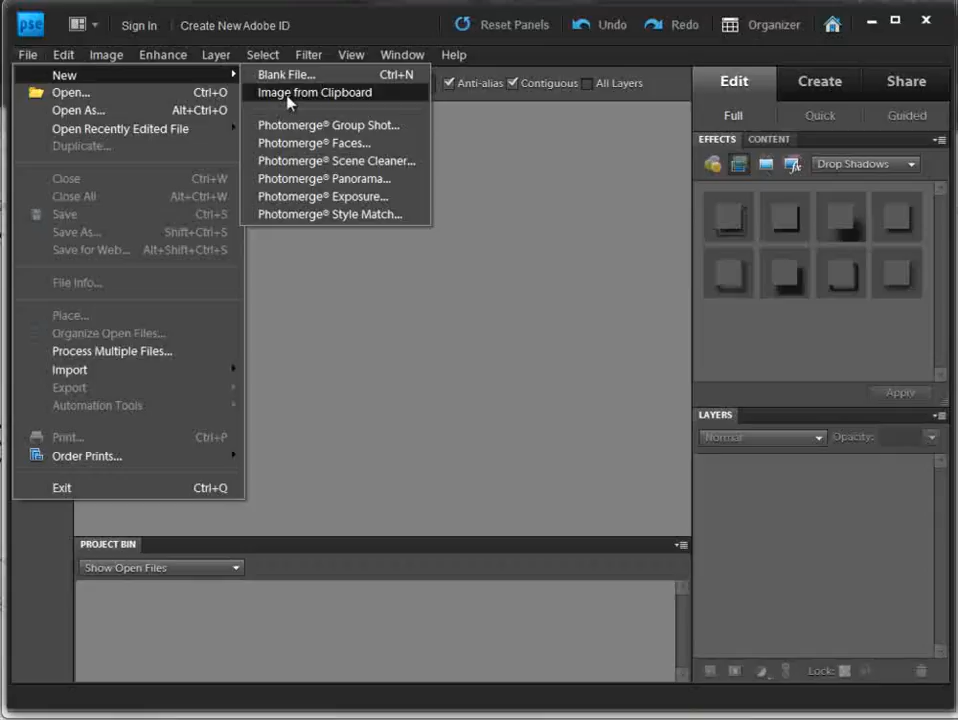 pse Sign In Create New Adobe ID Reset Panels Undo Redo Organizer
File Edit Image Enhance Layer Select Filter View Window Help
New
Open... Ctrl+O
Open As... Alt+Ctrl+O
Open Recently Edited File
Duplicate...
Close Ctrl+W
Close All Alt+Ctrl+W
Save Ctrl+S
Save As... Shift+Ctrl+S
Save for Web... Alt+Shift+Ctrl+S
File Info...
Place...
Organize Open Files...
Process Multiple Files...
Import
Export
Automation Tools
Print... Ctrl+P
Order Prints...
Exit Ctrl+Q
Blank File... Ctrl+N
Image from Clipboard
Photomerge® Group Shot...
Photomerge® Faces...
Photomerge® Scene Cleaner...
Photomerge® Panorama...
Photomerge® Exposure...
Photomerge® Style Match...
Anti-alias Contiguous All Layers
Edit Create Share
Full Quick Guided
EFFECTS CONTENT
Drop Shadows
Apply
LAYERS
Normal Opacity:
Lock:
PROJECT BIN
Show Open Files